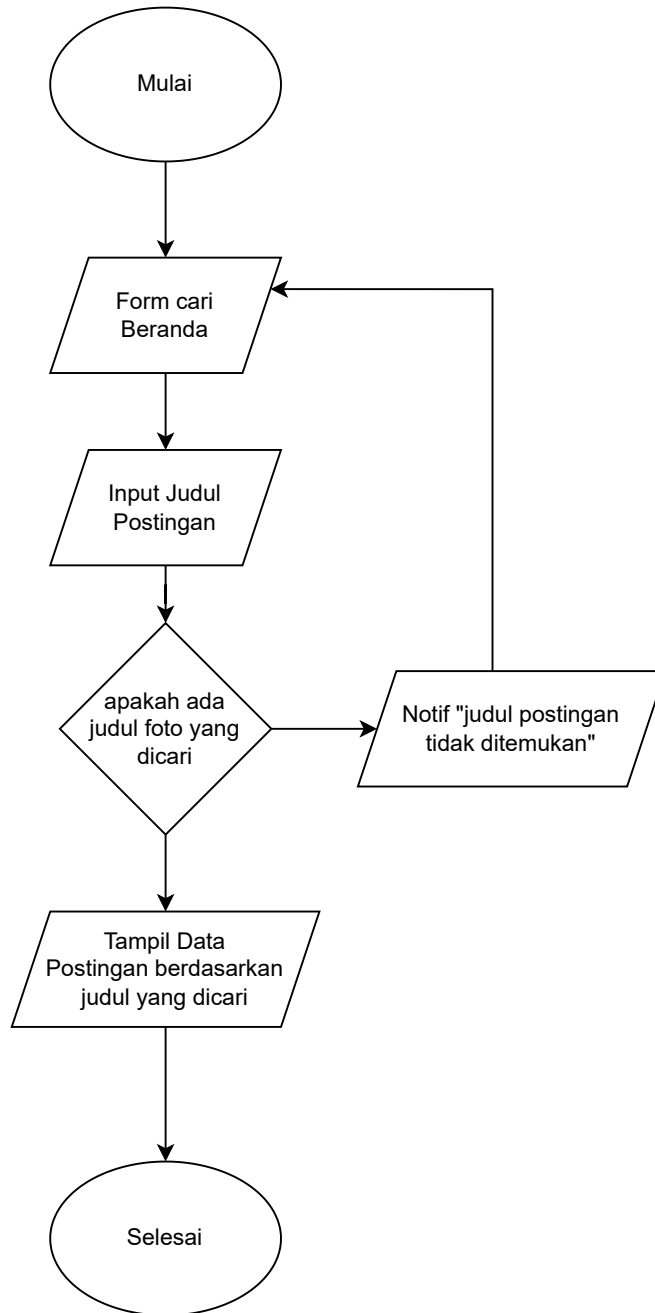 Mulai
Form cari
Beranda
Input Judul
Postingan
apakah ada
judul foto yang
dicari
Notif "judul postingan
tidak ditemukan"
Tampil Data
Postingan berdasarkan
judul yang dicari
Selesai